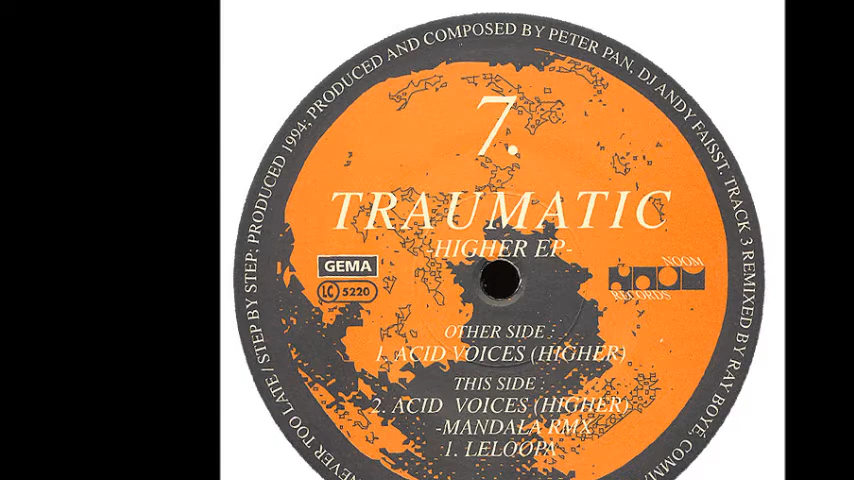 NEVER TOO LATE / STEP BY STEP; PRODUCED 1994; PRODUCED AND COMPOSED BY PETER PAN, DJ ANDY FAISST. TRACK 3 REMIXED BY RAY BOYÉ. COMM
7.
TRAUMATIC
-HIGHER EP-
GEMA
LC 5220
NOOM
RECORDS
OTHER SIDE :
1. ACID VOICES (HIGHER)
THIS SIDE :
2. ACID VOICES (HIGHER)
-MANDALA RMX
1. LELOOPA